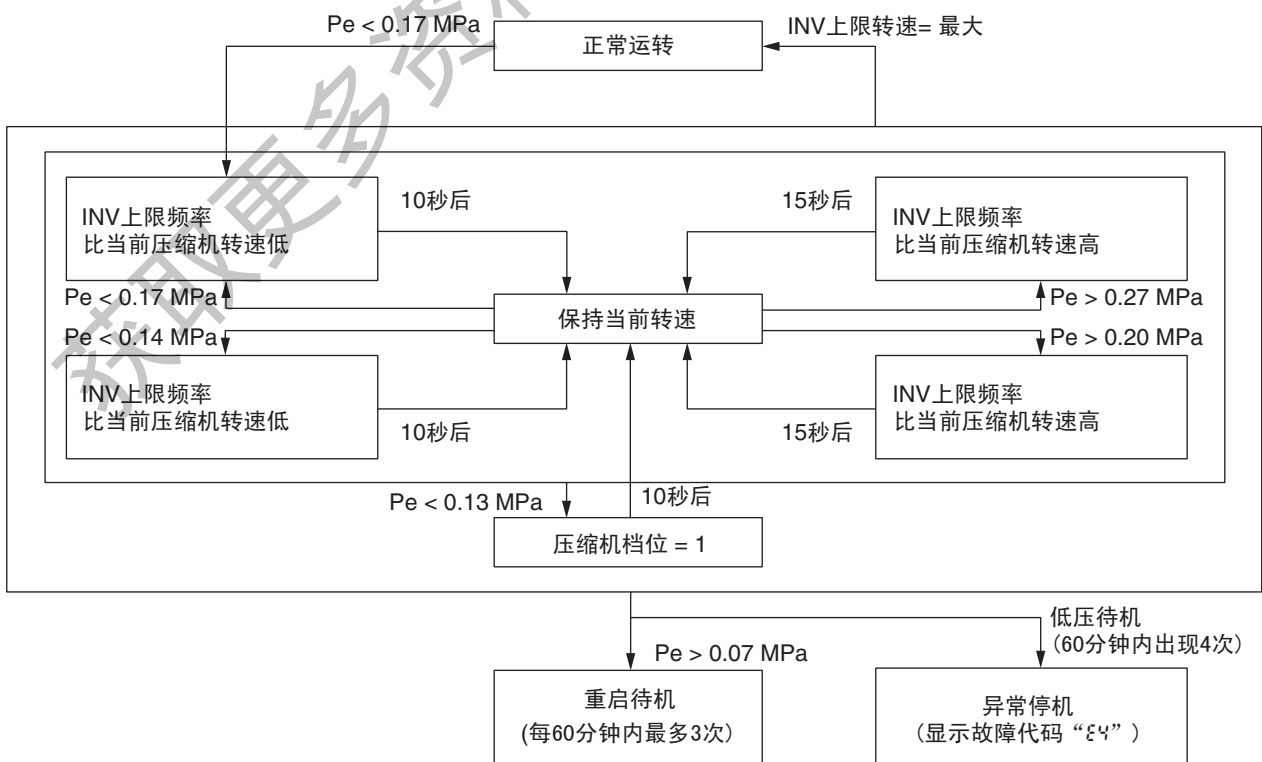 Pe < 0.17 MPa
正常运转
INV上限转速= 最大
获取更多资料
INV上限频率
比当前压缩机转速低
10秒后
15秒后
INV上限频率
比当前压缩机转速高
Pe < 0.17 MPa
保持当前转速
Pe > 0.27 MPa
Pe < 0.14 MPa
Pe > 0.20 MPa
INV上限频率
比当前压缩机转速低
10秒后
15秒后
INV上限频率
比当前压缩机转速高
Pe < 0.13 MPa
10秒后
压缩机档位 = 1
低压待机
(60分钟内出现4次)
Pe > 0.07 MPa
重启待机
(每60分钟内最多3次)
异常停机
(显示故障代码“E4”)